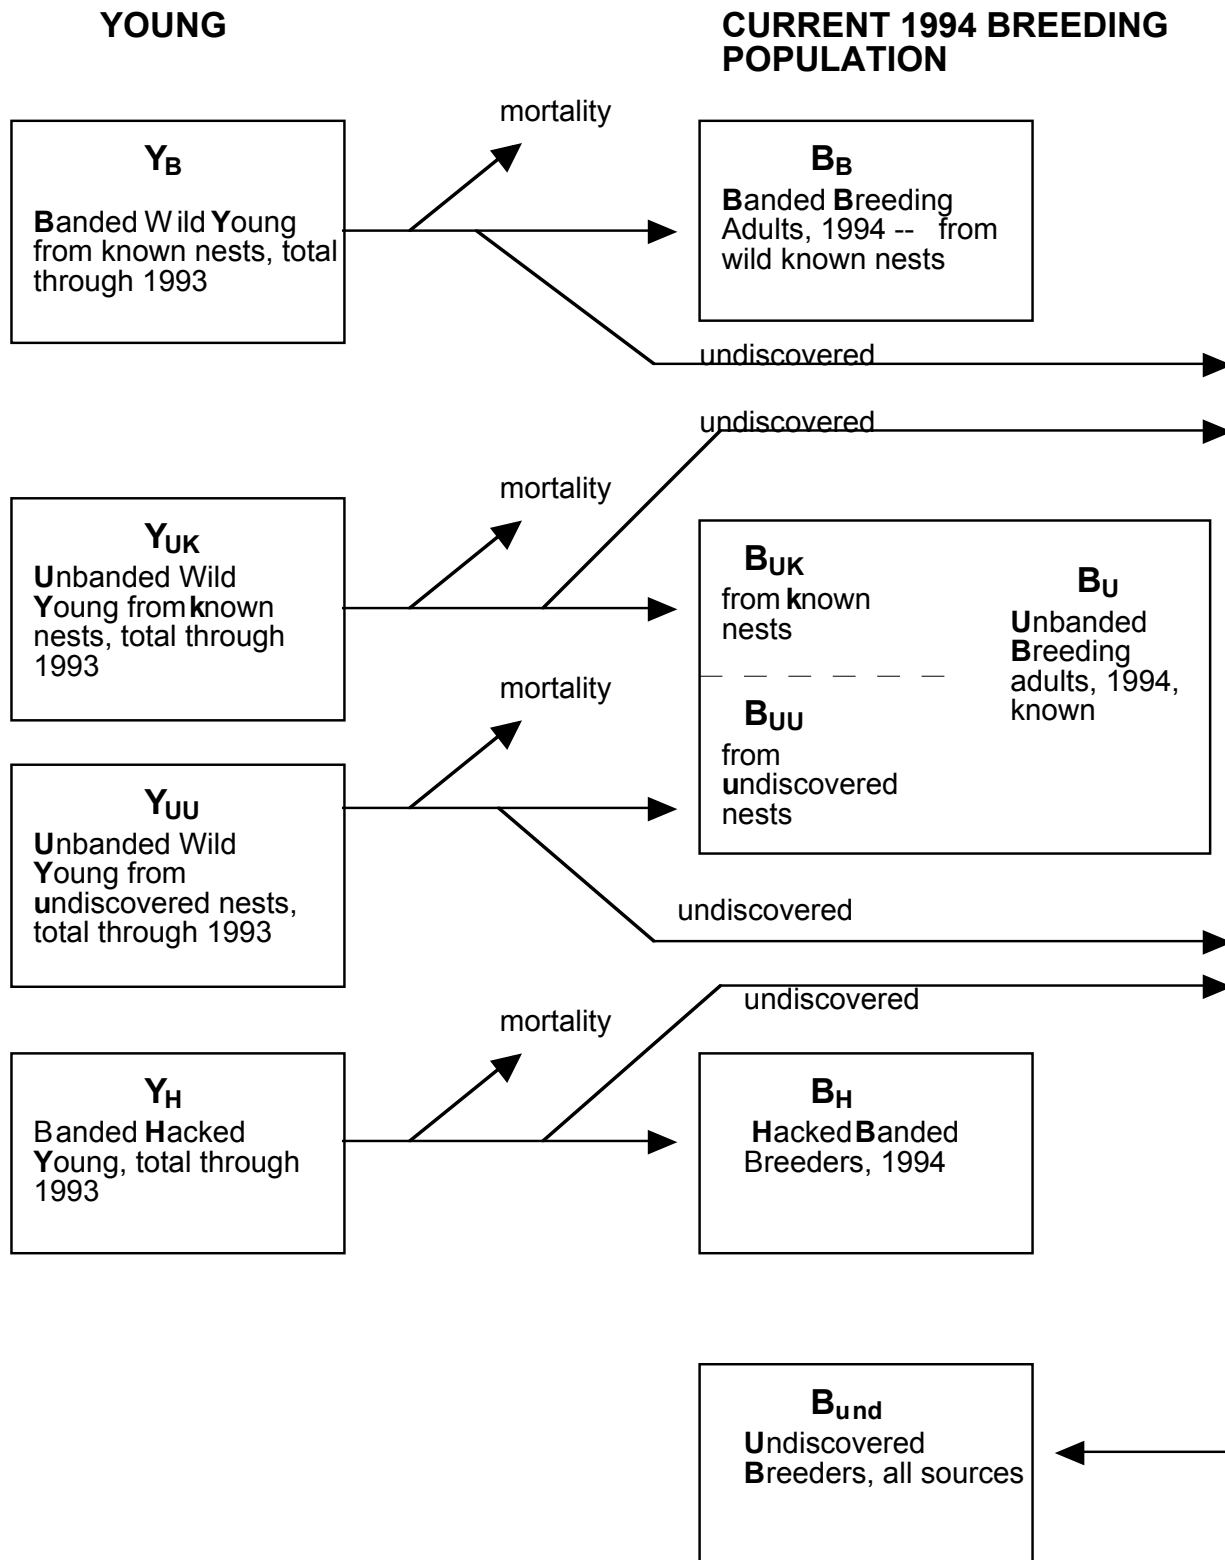 YOUNG
CURRENT 1994 BREEDING
POPULATION
mortality
YB
Banded Wild Young
from known nests, total
through 1993
BB
Banded Breeding
Adults, 1994 -- from
wild known nests
undiscovered
undiscovered
mortality
YUK
Unbanded Wild
Young from known
nests, total through
1993
BUK
from known
nests
BU
Unbanded
Breeding
adults, 1994,
known
mortality
BUU
from
undiscovered
nests
YUU
Unbanded Wild
Young from
undiscovered nests,
total through 1993
undiscovered
undiscovered
mortality
YH
Banded Hacked
Young, total through
1993
BH
Hacked Banded
Breeders, 1994
Bund
Undiscovered
Breeders, all sources